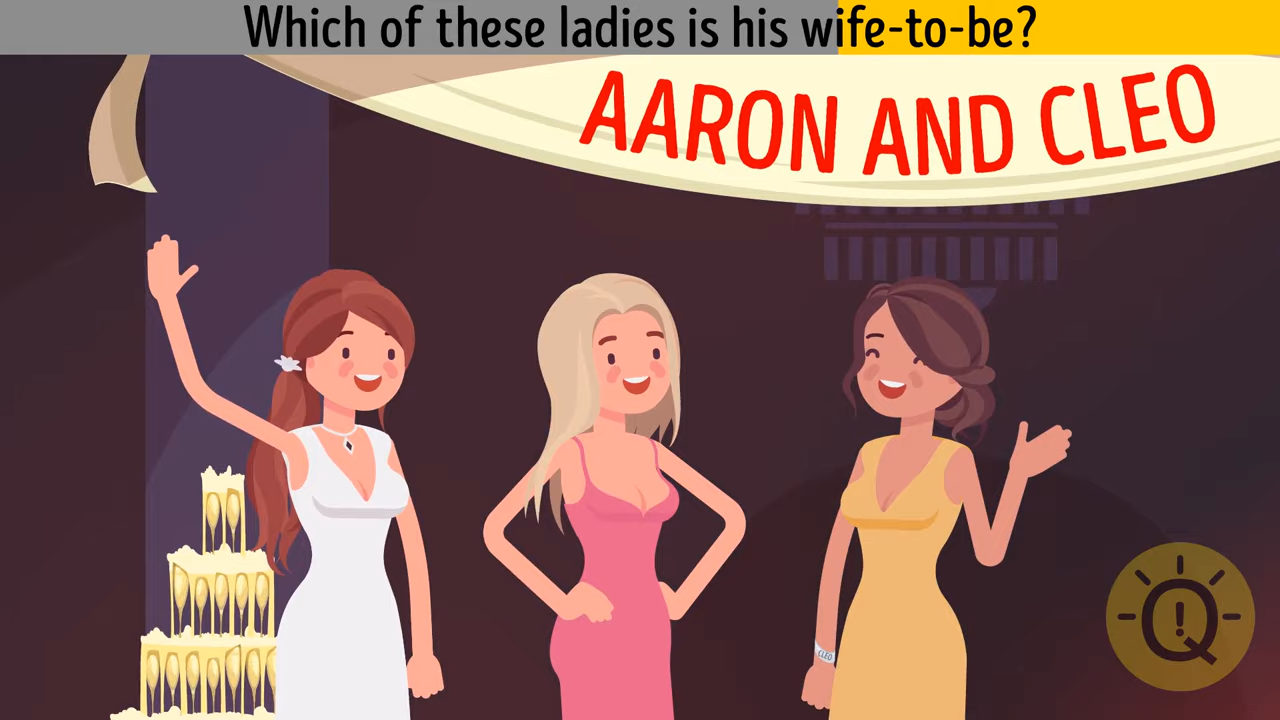 Which of these ladies is his wife-to-be?
AARON AND CLEO
CLEO
Q!